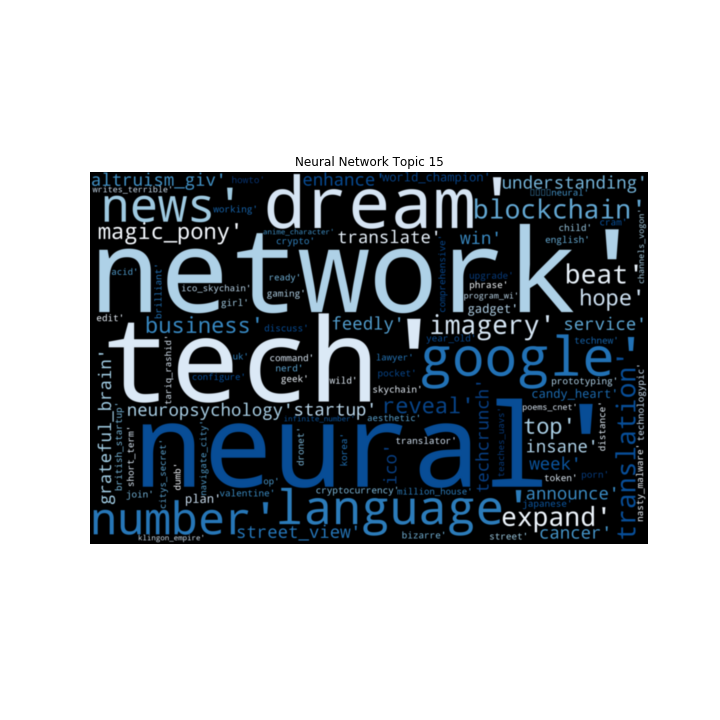 Neural Network Topic 15
altruism_giv'
howto'
enhance'
world_champion'
understanding'
writes_terrible'
neural'
news'
working'
dream'
blockchain'
cram'
magic_pony'
anime_character'
crypto'
translate'
win'
child'
english'
channels_vogon'
network'
acid'
brilliant'
ico_skychain'
ready'
gaming'
girl'
comprehensive'
upgrade'
phrase'
program_wi'
gadget'
beat'
hope'
edit'
business'
discuss'
feedly'
imagery'
service'
tech'
year_old'
technew'
google'
uk'
command'
lawyer'
nerd'
geek'
wild'
pocket'
skychain'
configure'
tariq_rashid'
prototyping'
candy_heart'
grateful_brain'
british_startup'
short_term'
neuropsychology'
startup'
reveal'
techcrunch'
poems_cnet'
infinite_number'
aesthetic'
teaches_uavs'
top'
distance'
translation'
technologypic'
nasty_malware'
neural'
citys_secret'
dumb'
navigate_city'
dronet'
korea'
translator'
ico'
insane'
week'
token'
porn'
join'
plan'
valentine'
op'
cryptocurrency'
million_house'
announce'
japanese'
number'
language'
expand'
klingon_empire'
street_view'
bizarre'
street'
cancer'